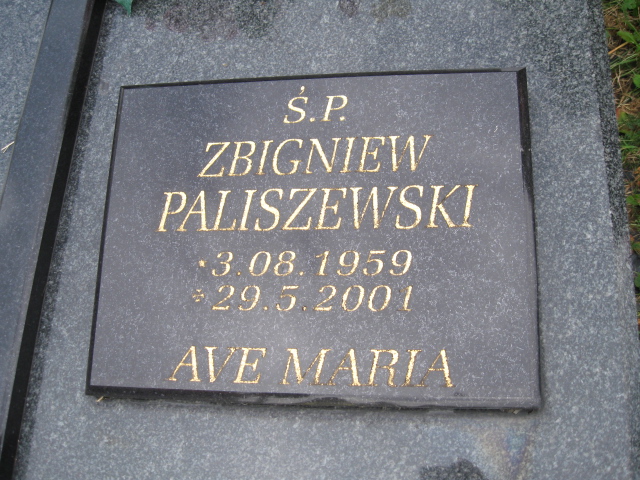 Ś.P.
ZBIGNIEW
PALISZEWSKI
*3.08.1959
+29.5.2001
AVE MARIA